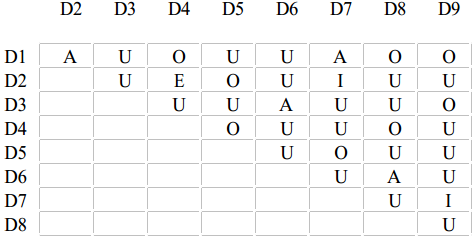 D2 D3 D4 D5 D6 D7 D8 D9
D1 A U O U U A O O
D2 U E O U I U U
D3 U U A U U O
D4 O U U O U
D5 U O U U
D6 U A U
D7 U I
D8 U